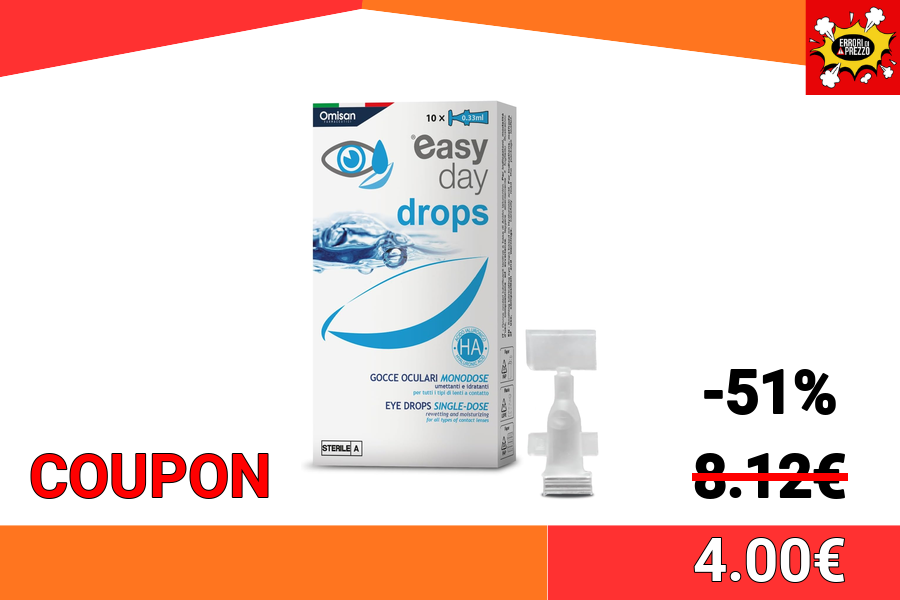 ERRORI DI
PREZZO
Omisan
FARMACEUTICI
10 × 0.33ml
easy
day
drops
HA
GOCCE OCULARI MONODOSE
umettanti e idratanti
per tutti i tipi di lenti a contatto
EYE DROPS SINGLE-DOSE
rewetting and moisturizing
for all types of contact lenses
STERILE A
-51%
COUPON
8.12€
4.00€